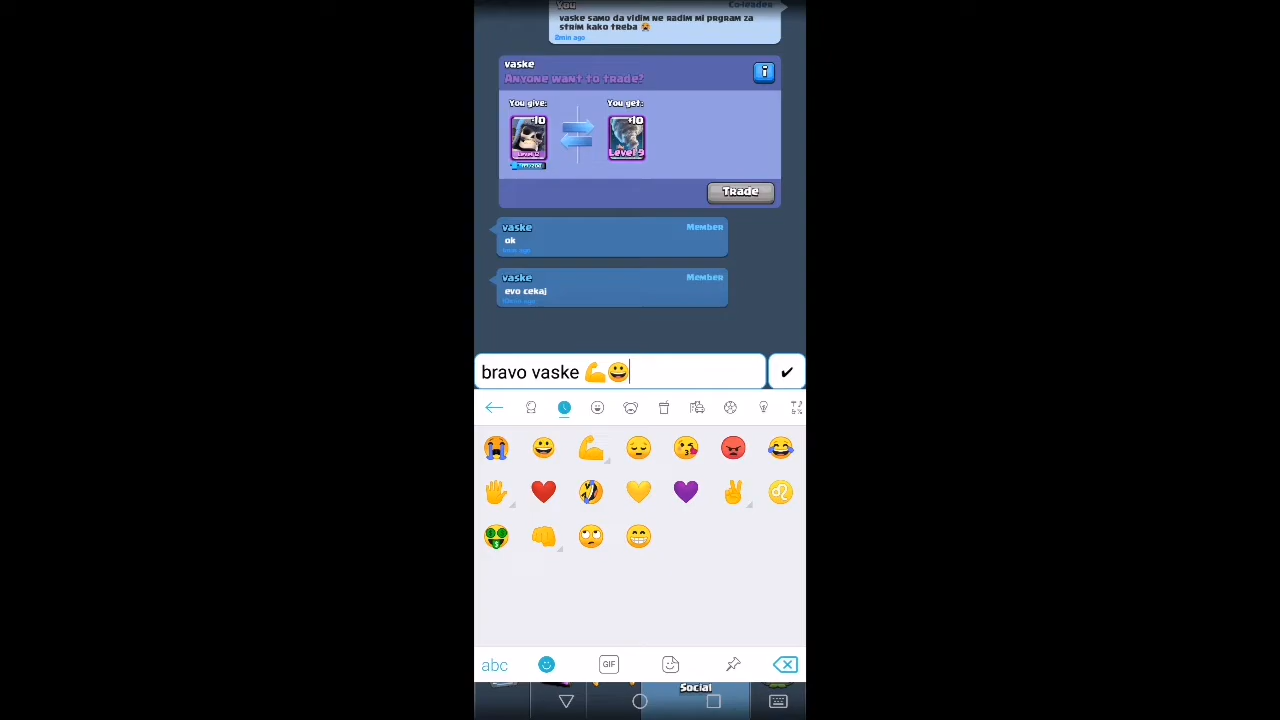 You
Co-leader
vaske samo da vidim ne radim mi prgram za
strim kako treba 😭
2min ago
vaske
Anyone want to trade?
You give:
You get:
-10
+10
Level 9
Trade
vaske
Member
ok
vaske
Member
evo cekaj
bravo vaske 💪😀
abc
GIF
Social